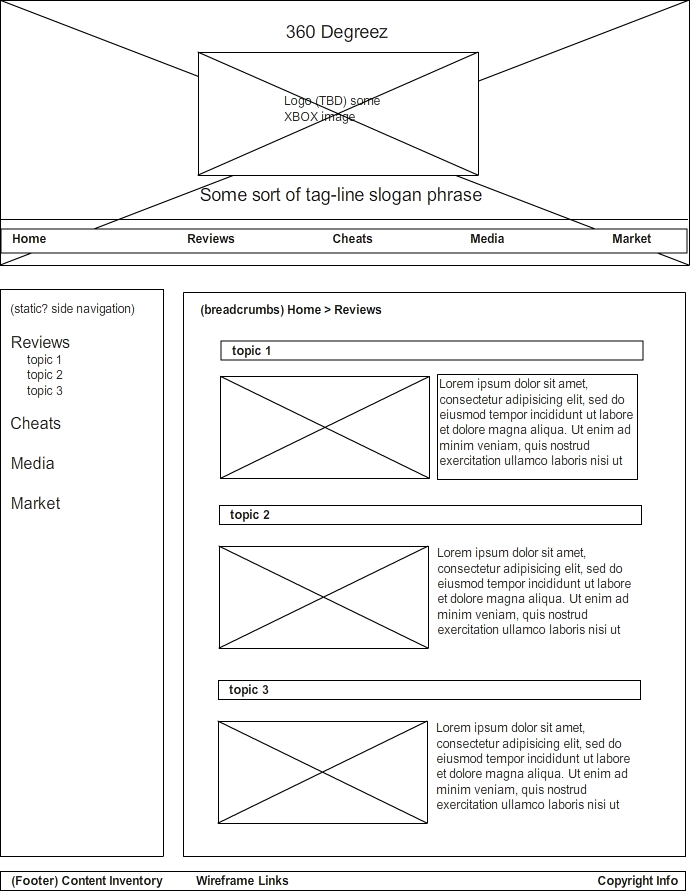 360 Degreez
Logo (TBD) some
XBOX image
Some sort of tag-line slogan phrase
Home Reviews Cheats Media Market
(static? side navigation)
Reviews
topic 1
topic 2
topic 3
Cheats
Media
Market
(breadcrumbs) Home > Reviews
topic 1
Lorem ipsum dolor sit amet,
consectetur adipisicing elit, sed do
eiusmod tempor incididunt ut labore
et dolore magna aliqua. Ut enim ad
minim veniam, quis nostrud
exercitation ullamco laboris nisi ut
topic 2
Lorem ipsum dolor sit amet,
consectetur adipisicing elit, sed do
eiusmod tempor incididunt ut labore
et dolore magna aliqua. Ut enim ad
minim veniam, quis nostrud
exercitation ullamco laboris nisi ut
topic 3
Lorem ipsum dolor sit amet,
consectetur adipisicing elit, sed do
eiusmod tempor incididunt ut labore
et dolore magna aliqua. Ut enim ad
minim veniam, quis nostrud
exercitation ullamco laboris nisi ut
(Footer) Content Inventory Wireframe Links Copyright Info